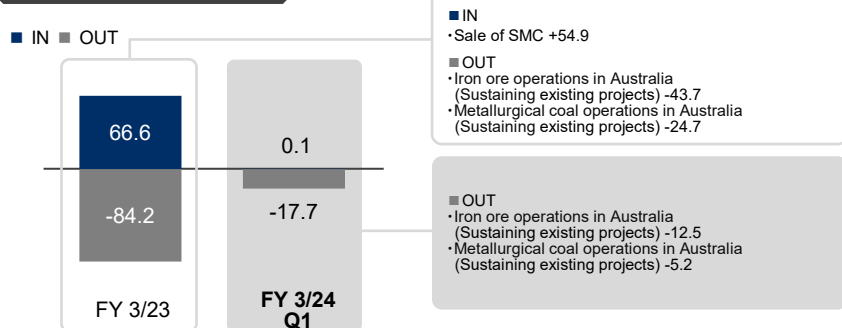 ■ IN ■ OUT
66.6
-84.2
FY 3/23
0.1
-17.7
FY 3/24
Q1
■IN
・Sale of SMC +54.9
■OUT
・Iron ore operations in Australia
(Sustaining existing projects) -43.7
・Metallurgical coal operations in Australia
(Sustaining existing projects) -24.7
■OUT
・Iron ore operations in Australia
(Sustaining existing projects) -12.5
・Metallurgical coal operations in Australia
(Sustaining existing projects) -5.2